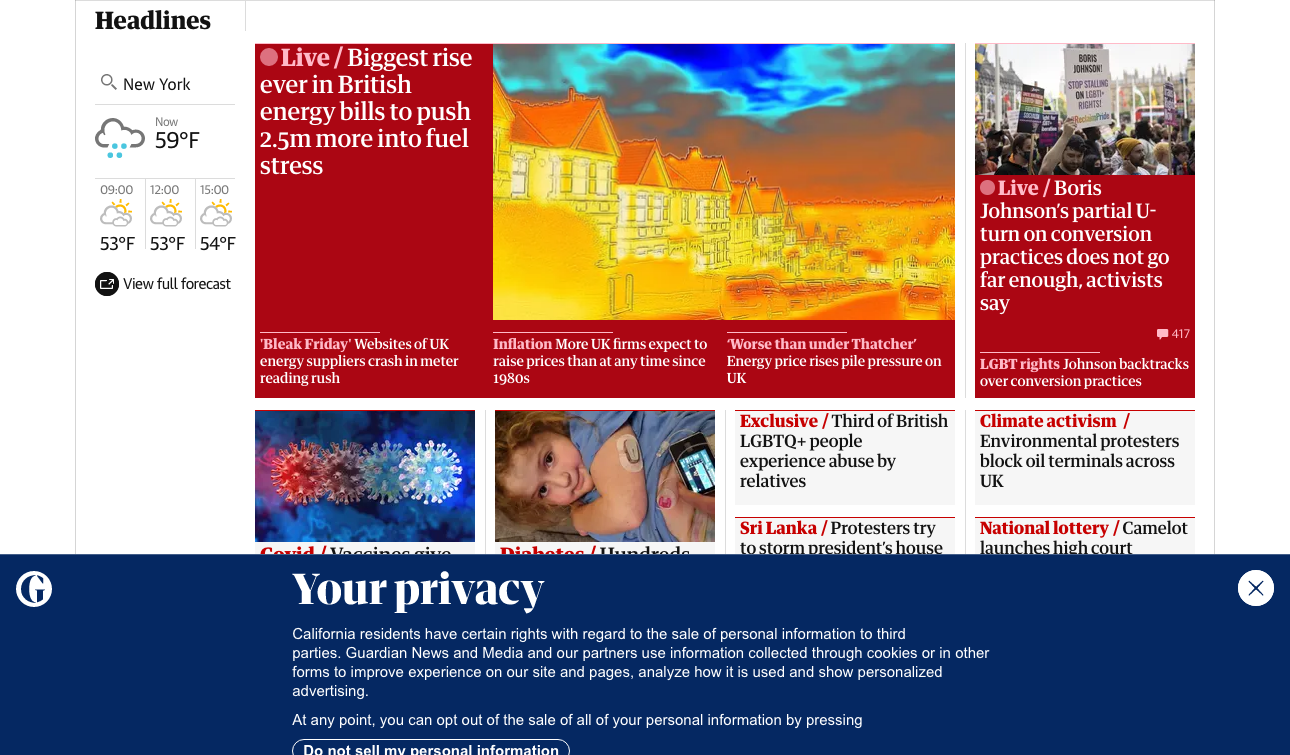 Headlines
New York
Now
59°F
09:00
12:00
15:00
53°F
53°F
54°F
View full forecast
Live / Biggest rise
ever in British
energy bills to push
2.5m more into fuel
stress
'Bleak Friday' Websites of UK
energy suppliers crash in meter
reading rush
Inflation More UK firms expect to
raise prices than at any time since
1980s
‘Worse than under Thatcher’
Energy price rises pile pressure on
UK
BORIS
JOHNSON!
STOP STALLING
ON LGBTI+
RIGHTS!
#ReclaimPride
Live / Boris
Johnson’s partial U-
turn on conversion
practices does not go
far enough, activists
say
417
LGBT rights Johnson backtracks
over conversion practices
Covid / Vaccines give
Diabetes / Hundreds
Exclusive / Third of British
LGBTQ+ people
experience abuse by
relatives
Sri Lanka / Protesters try
to storm president’s house
Climate activism /
Environmental protesters
block oil terminals across
UK
National lottery / Camelot
launches high court
Your privacy
California residents have certain rights with regard to the sale of personal information to third
parties. Guardian News and Media and our partners use information collected through cookies or in other
forms to improve experience on our site and pages, analyze how it is used and show personalized
advertising.
At any point, you can opt out of the sale of all of your personal information by pressing
Do not sell my personal information